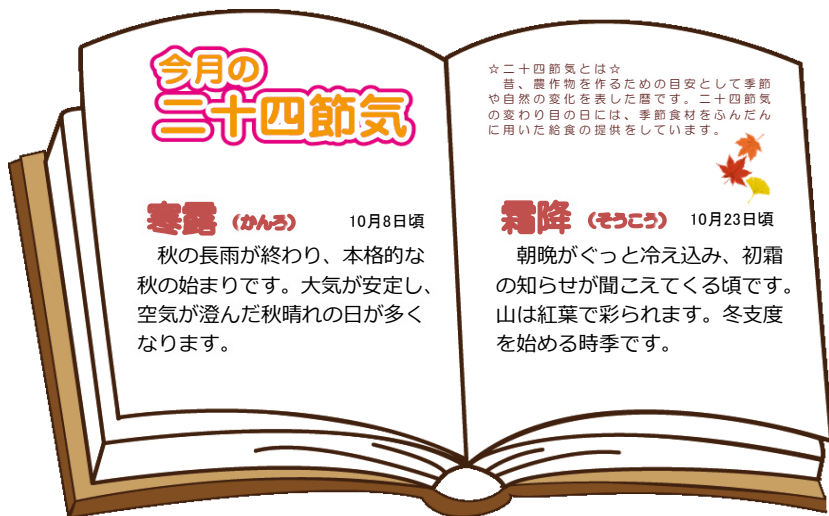 今月の
二十四節気
寒露 (かんろ) 10月8日頃
　秋の長雨が終わり、本格的な
秋の始まりです。大気が安定し、
空気が澄んだ秋晴れの日が多く
なります。
☆二十四節気とは☆
　昔、農作物を作るための目安として季節
や自然の変化を表した暦です。二十四節気
の変わり目の日には、季節食材をふんだん
に用いた給食の提供をしています。
霜降 (そうこう) 10月23日頃
　朝晩がぐっと冷え込み、初霜
の知らせが聞こえてくる頃です。
山は紅葉で彩られます。冬支度
を始める時季です。